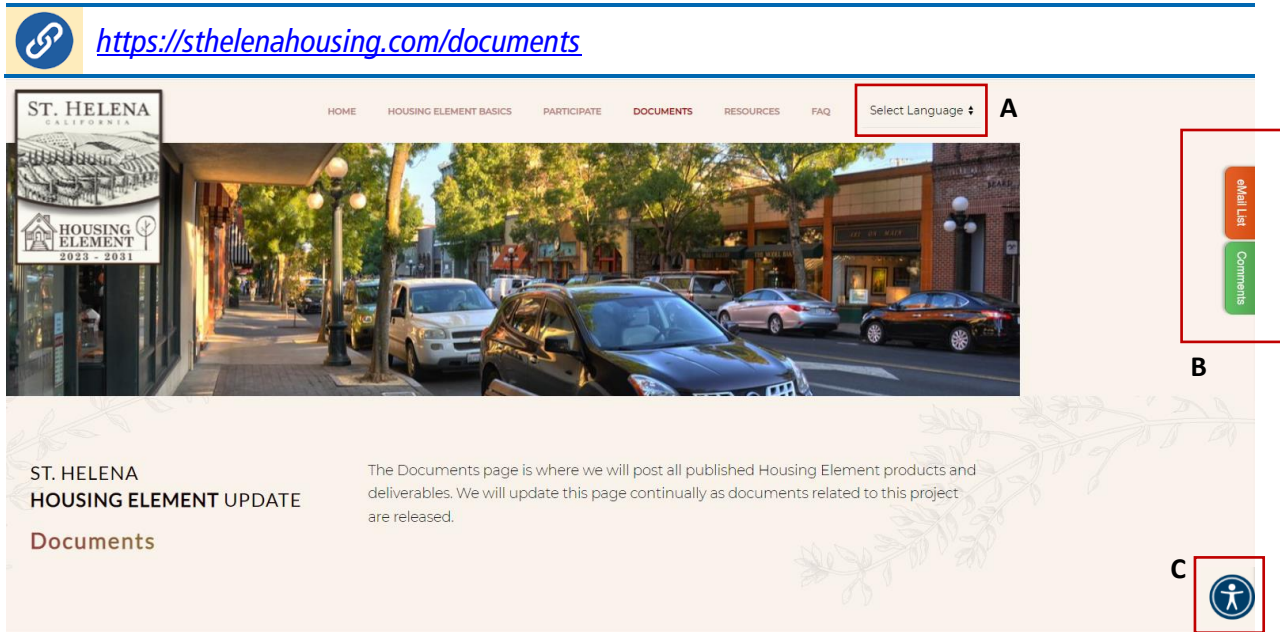 https://sthelenahousing.com/documents
ST. HELENA
CALIFORNIA
HOUSING
ELEMENT
2023 - 2031
HOME HOUSING ELEMENT BASICS PARTICIPATE DOCUMENTS RESOURCES FAQ Select Language A
eMail List
Comments
B
ST. HELENA
HOUSING ELEMENT UPDATE
Documents
The Documents page is where we will post all published Housing Element products and
deliverables. We will update this page continually as documents related to this project
are released.
C